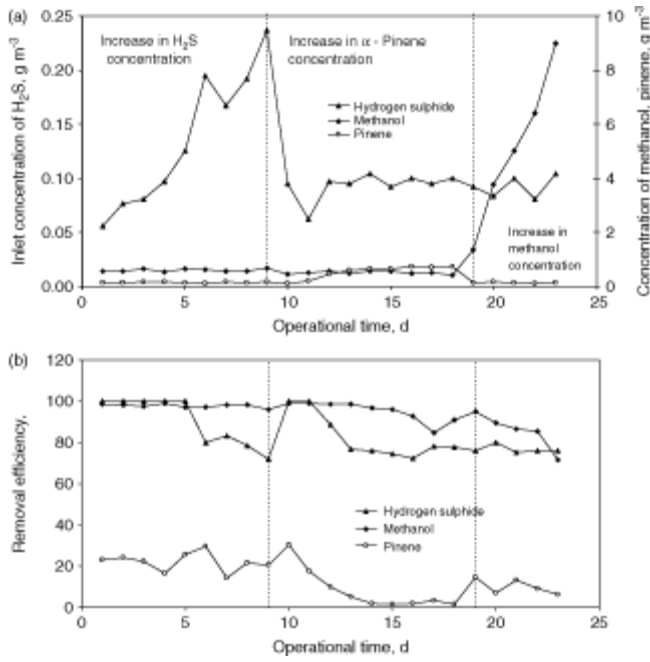 (a)
0.25
0.20
0.15
0.10
0.05
0.00
Inlet concentration of H₂S, g m⁻³
10
8
6
4
2
0
Concentration of methanol, pinene, g m⁻³
Increase in H₂S
concentration
Increase in α - Pinene
concentration
Hydrogen sulphide
Methanol
Pinene
Increase in
methanol
concentration
0 5 10 15 20 25
Operational time, d
(b)
120
100
80
60
40
20
0
Removal efficiency,
Hydrogen sulphide
Methanol
Pinene
0 5 10 15 20 25
Operational time, d